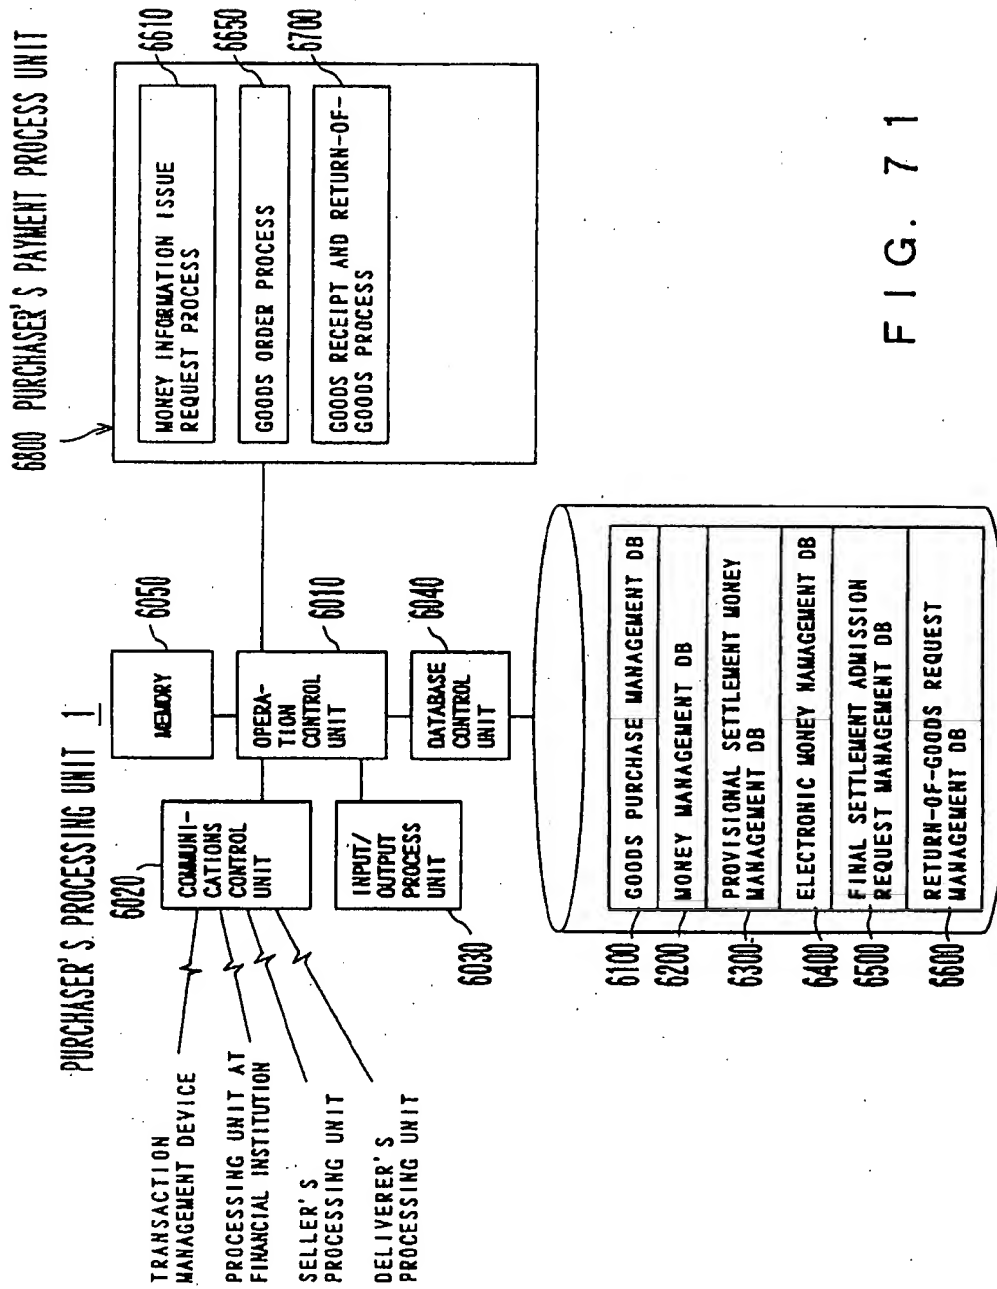 PURCHASER'S PROCESSING UNIT 1
6800 PURCHASER'S PAYMENT PROCESS UNIT
TRANSACTION
MANAGEMENT DEVICE
PROCESSING UNIT AT
FINANCIAL INSTITUTION
SELLER'S
PROCESSING UNIT
DELIVERER'S
PROCESSING UNIT
6020
COMMUNI-
CATIONS
CONTROL
UNIT
INPUT/
OUTPUT
PROCESS
UNIT
6030
MEMORY
6050
OPERA-
TION
CONTROL
UNIT
6010
DATABASE
CONTROL
UNIT
6040
MONEY INFORMATION ISSUE
REQUEST PROCESS
6610
GOODS ORDER PROCESS
6650
GOODS RECEIPT AND RETURN-OF-
GOODS PROCESS
6700
6100
GOODS PURCHASE MANAGEMENT DB
6200
MONEY MANAGEMENT DB
6300
PROVISIONAL SETTLEMENT MONEY
MANAGEMENT DB
6400
ELECTRONIC MONEY NAMAGEMENT DB
6500
FINAL SETTLEMENT ADMISSION
REQUEST MANAGEMENT DB
6600
RETURN-OF-GOODS REQUEST
MANAGEMENT DB
FIG. 71